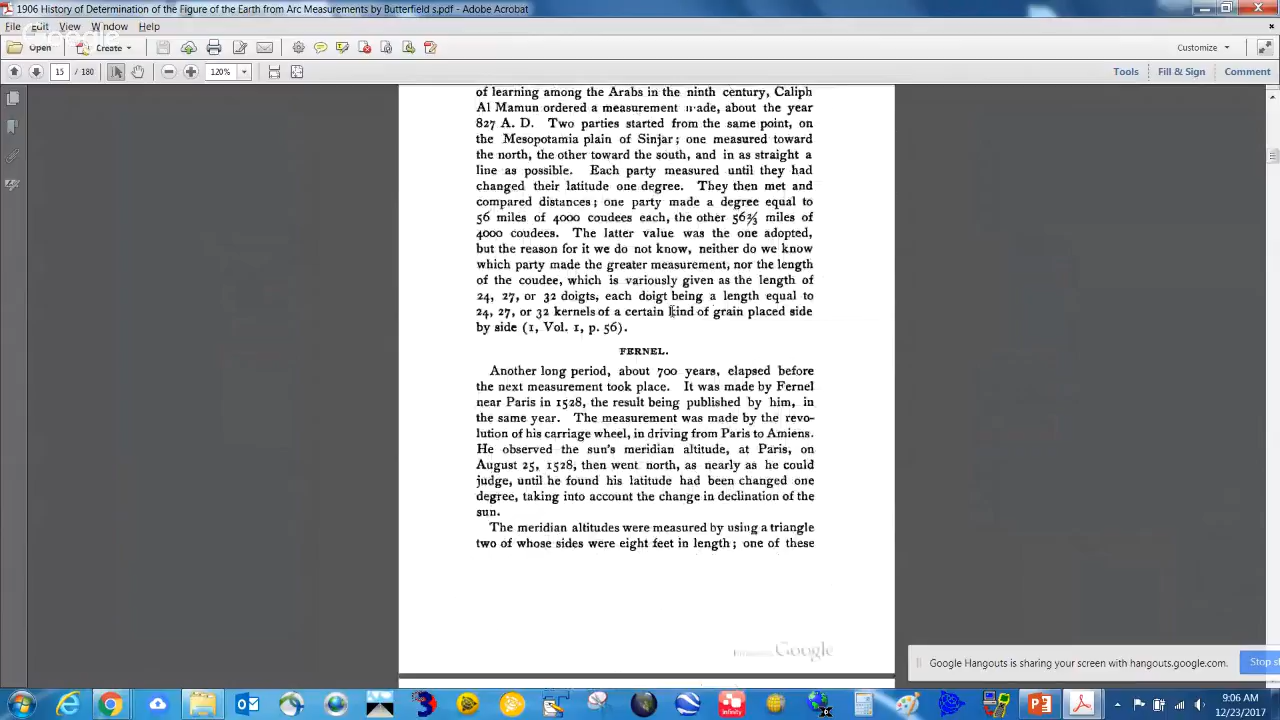 1906 History of Determination of the Figure of the Earth from Arc Measurements by Butterfield s.pdf - Adobe Acrobat
File Edit View Window Help
Google
Open Create Customize
15 / 180 120% Tools Fill & Sign Comment
of learning among the Arabs in the ninth century, Caliph
Al Mamun ordered a measurement made, about the year
827 A. D. Two parties started from the same point, on
the Mesopotamia plain of Sinjar; one measured toward
the north, the other toward the south, and in as straight a
line as possible. Each party measured until they had
changed their latitude one degree. They then met and
compared distances; one party made a degree equal to
56 miles of 4000 coudees each, the other 56⅔ miles of
4000 coudees. The latter value was the one adopted,
but the reason for it we do not know, neither do we know
which party made the greater measurement, nor the length
of the coudee, which is variously given as the length of
24, 27, or 32 doigts, each doigt being a length equal to
24, 27, or 32 kernels of a certain kind of grain placed side
by side (1, Vol. 1, p. 56).
FERNEL.
Another long period, about 700 years, elapsed before
the next measurement took place. It was made by Fernel
near Paris in 1528, the result being published by him, in
the same year. The measurement was made by the revo-
lution of his carriage wheel, in driving from Paris to Amiens.
He observed the sun's meridian altitude, at Paris, on
August 25, 1528, then went north, as nearly as he could
judge, until he found his latitude had been changed one
degree, taking into account the change in declination of the
sun.
The meridian altitudes were measured by using a triangle
two of whose sides were eight feet in length; one of these
Google
Google Hangouts is sharing your screen with hangouts.google.com. Stop
Infinity
9:06 AM
12/23/2017